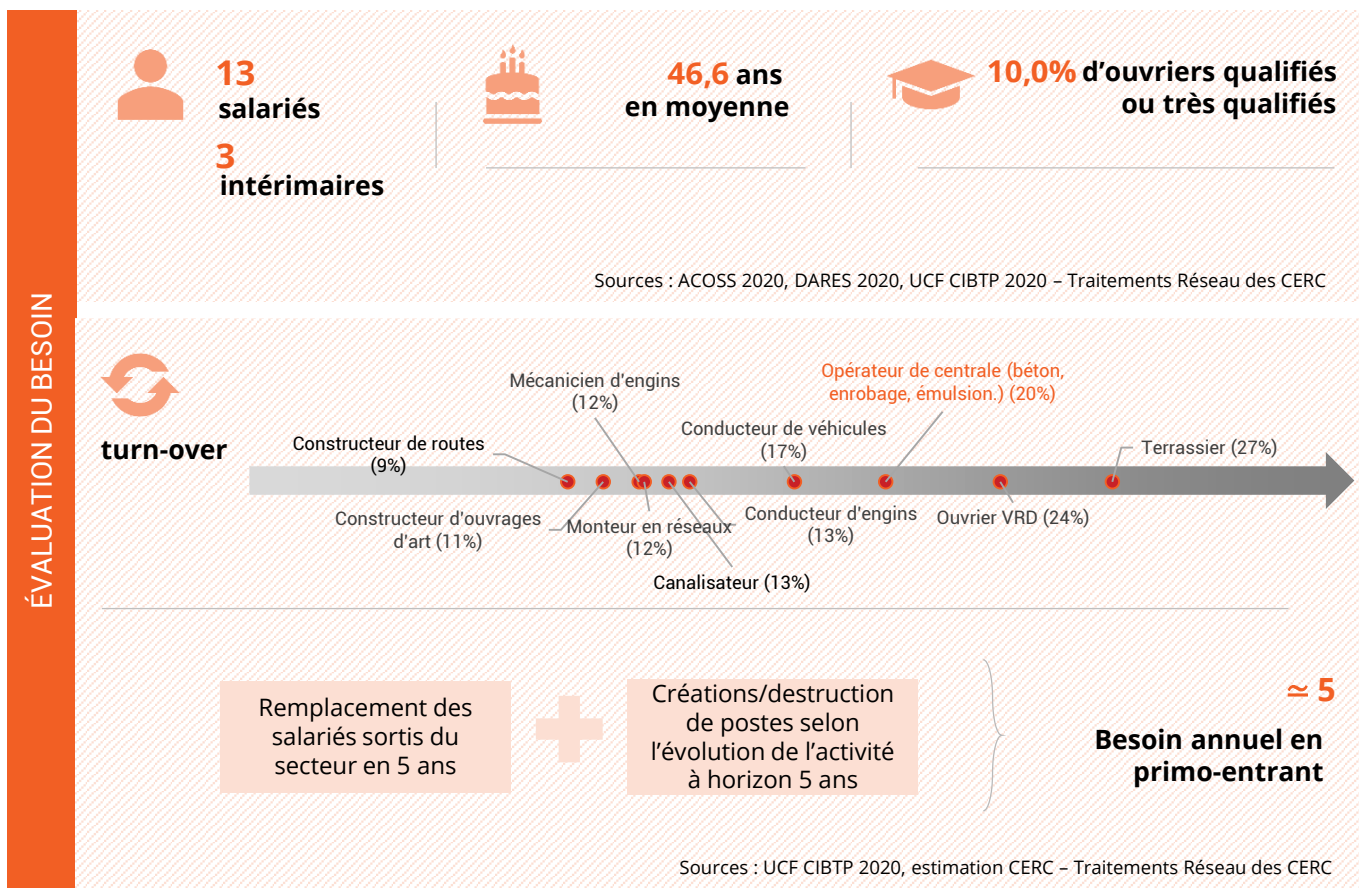 ÉVALUATION DU BESOIN
13
salariés
3
intérimaires
46,6 ans
en moyenne
10,0% d'ouvriers qualifiés
ou très qualifiés
Sources : ACOSS 2020, DARES 2020, UCF CIBTP 2020 – Traitements Réseau des CERC
turn-over
Constructeur de routes
(9%)
Mécanicien d'engins
(12%)
Conducteur de véhicules
(17%)
Opérateur de centrale (béton,
enrobage, émulsion.) (20%)
Terrassier (27%)
Constructeur d'ouvrages
d'art (11%)
Monteur en réseaux
(12%)
Canalisateur (13%)
Conducteur d'engins
(13%)
Ouvrier VRD (24%)
Remplacement des
salariés sortis du
secteur en 5 ans
Créations/destruction
de postes selon
l'évolution de l'activité
à horizon 5 ans
≃ 5
Besoin annuel en
primo-entrant
Sources : UCF CIBTP 2020, estimation CERC – Traitements Réseau des CERC